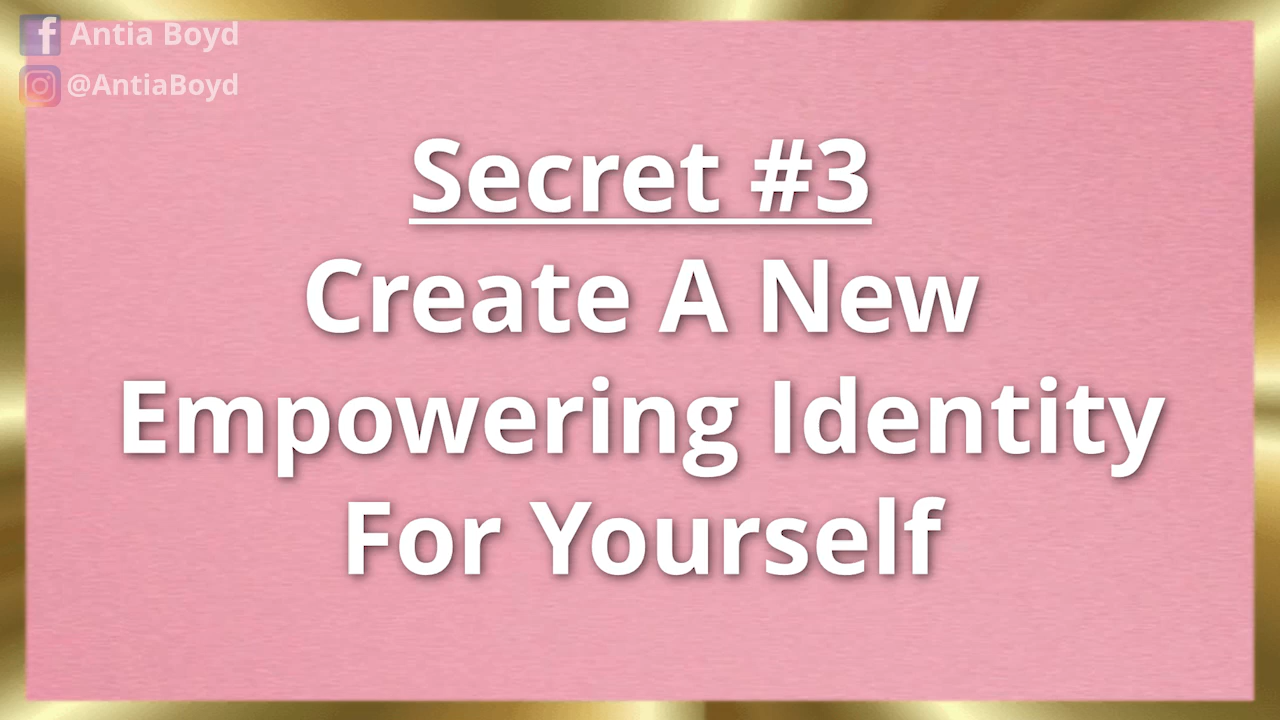 Antia Boyd
@AntiaBoyd
Secret #3
Create A New
Empowering Identity
For Yourself